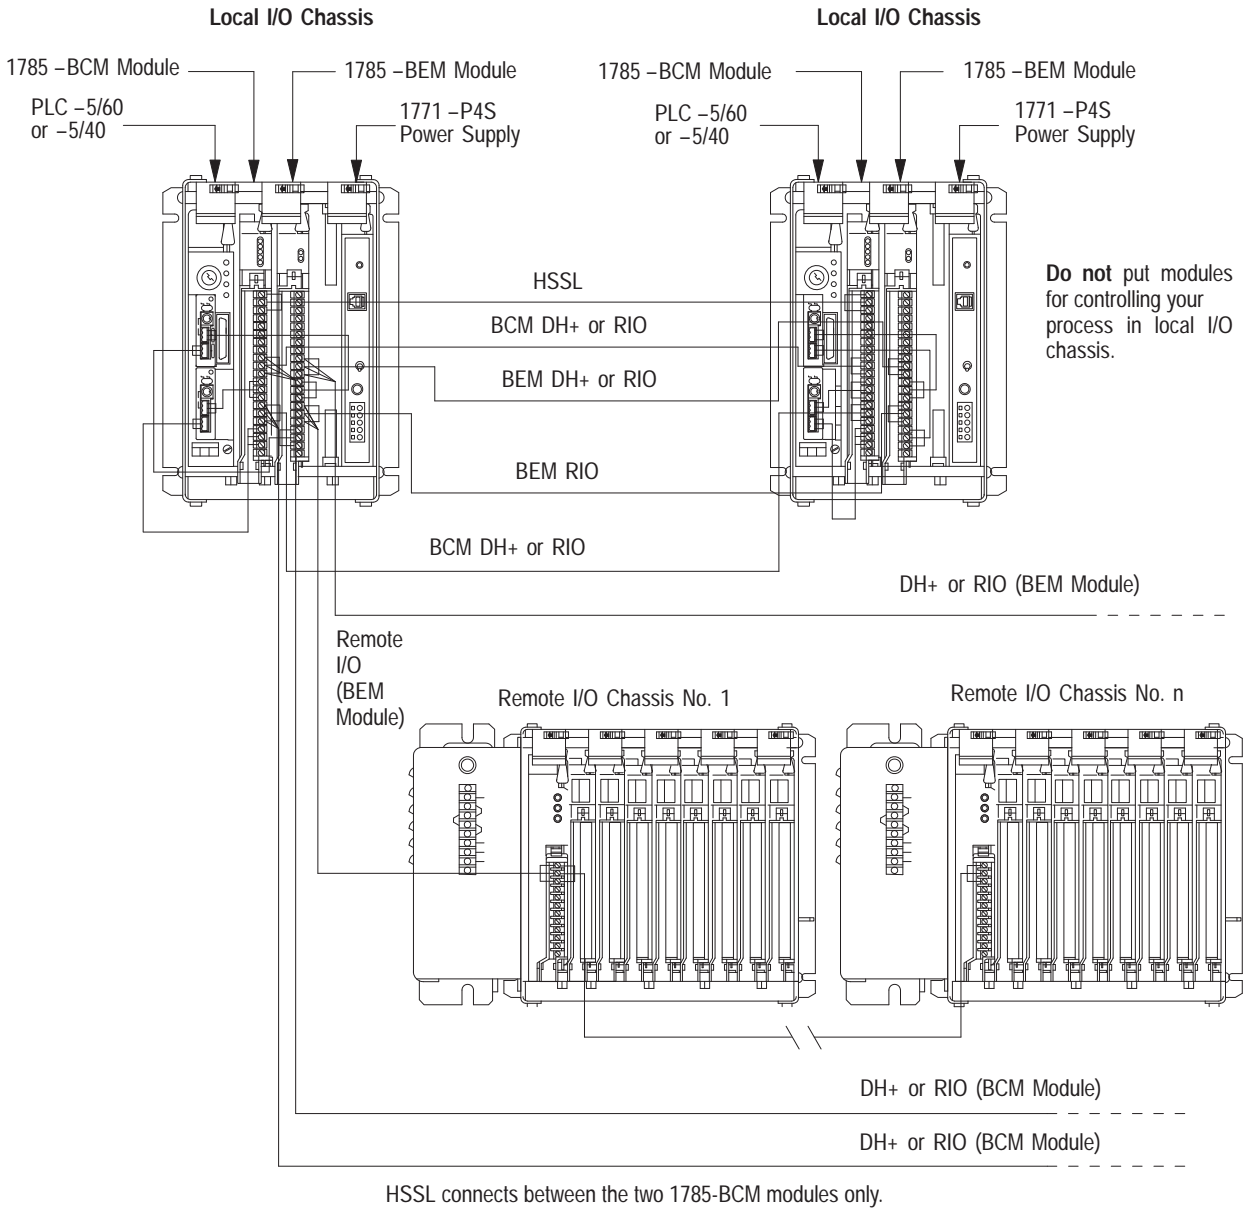 Local I/O Chassis
Local I/O Chassis
1785 –BCM Module
1785 –BEM Module
PLC –5/60
or –5/40
1771 –P4S
Power Supply
1785 –BCM Module
1785 –BEM Module
PLC –5/60
or –5/40
1771 –P4S
Power Supply
HSSL
BCM DH+ or RIO
BEM DH+ or RIO
BEM RIO
BCM DH+ or RIO
Do not put modules
for controlling your
process in local I/O
chassis.
DH+ or RIO (BEM Module)
Remote
I/O
(BEM
Module)
Remote I/O Chassis No. 1
Remote I/O Chassis No. n
DH+ or RIO (BCM Module)
DH+ or RIO (BCM Module)
HSSL connects between the two 1785-BCM modules only.